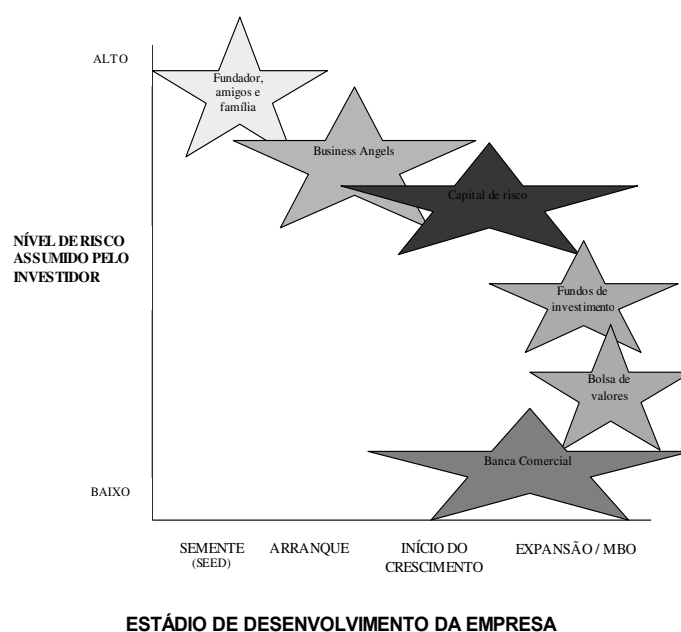 ALTO
Fundador,
amigos e
família
Business Angels
Capital de risco
NÍVEL DE RISCO
ASSUMIDO PELO
INVESTIDOR
Fundos de
investimento
Bolsa de
valores
Banca Comercial
BAIXO
SEMENTE
(SEED)
ARRANQUE
INÍCIO DO
CRESCIMENTO
EXPANSÃO / MBO
ESTÁDIO DE DESENVOLVIMENTO DA EMPRESA